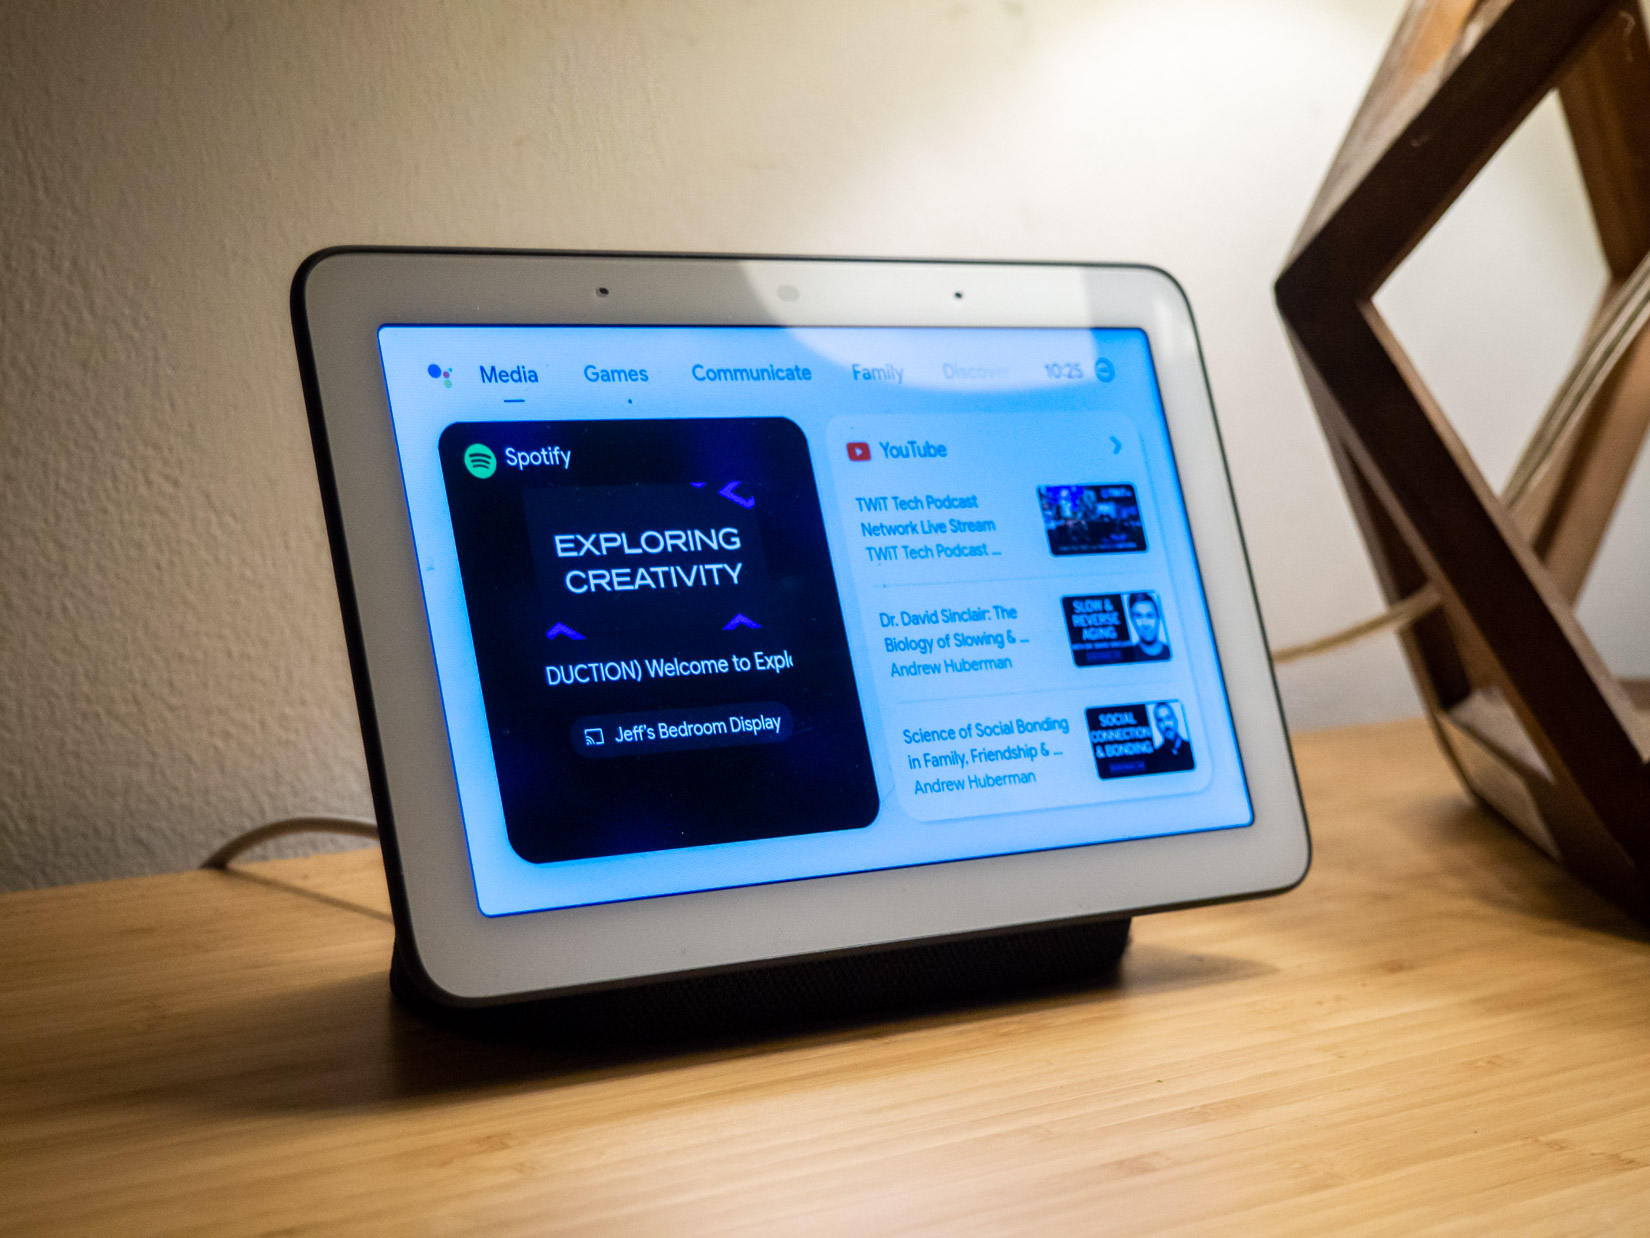 Media Games Communicate Family Discover 10:25
Spotify
EXPLORING
CREATIVITY
DUCTION) Welcome to Explo
Jeff's Bedroom Display
YouTube
TWiT Tech Podcast
Network Live Stream
TWiT Tech Podcast ...
Dr. David Sinclair: The
Biology of Slowing & ...
Andrew Huberman
SLOW &
REVERSE
AGING
Science of Social Bonding
in Family, Friendship & ...
Andrew Huberman
SOCIAL
CONNECTION
& BONDING